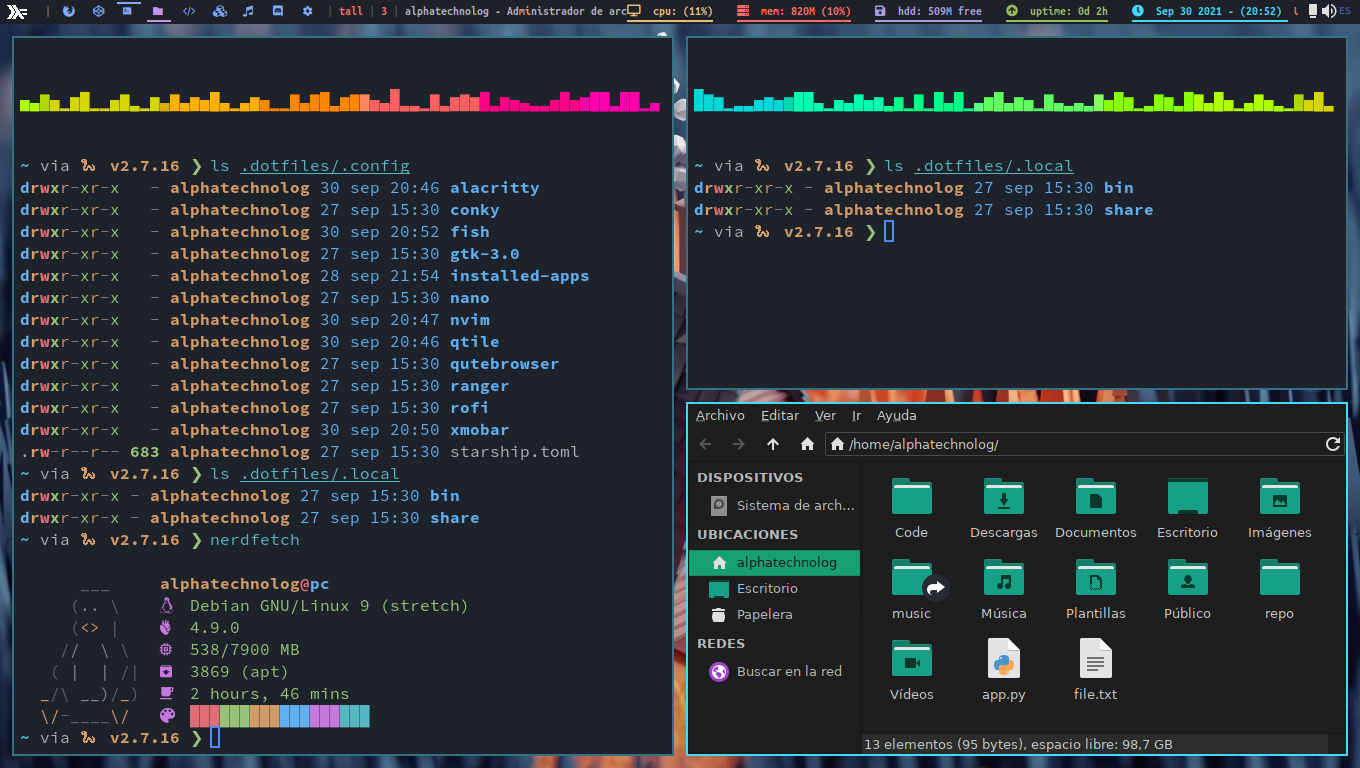 | </> | tall | 3 | alphatechnolog - Administrador de arc cpu: (11%) mem: 820M (10%) hdd: 509M free uptime: 0d 2h Sep 30 2021 - (20:52) ES
~ via v2.7.16 ❯ ls .dotfiles/.config
drwxr-xr-x - alphatechnolog 30 sep 20:46 alacritty
drwxr-xr-x - alphatechnolog 27 sep 15:30 conky
drwxr-xr-x - alphatechnolog 30 sep 20:52 fish
drwxr-xr-x - alphatechnolog 27 sep 15:30 gtk-3.0
drwxr-xr-x - alphatechnolog 28 sep 21:54 installed-apps
drwxr-xr-x - alphatechnolog 27 sep 15:30 nano
drwxr-xr-x - alphatechnolog 30 sep 20:47 nvim
drwxr-xr-x - alphatechnolog 30 sep 20:46 qtile
drwxr-xr-x - alphatechnolog 27 sep 15:30 qutebrowser
drwxr-xr-x - alphatechnolog 27 sep 15:30 ranger
drwxr-xr-x - alphatechnolog 27 sep 15:30 rofi
drwxr-xr-x - alphatechnolog 30 sep 20:50 xmobar
.rw-r--r-- 683 alphatechnolog 27 sep 15:30 starship.toml
~ via v2.7.16 ❯ ls .dotfiles/.local
drwxr-xr-x - alphatechnolog 27 sep 15:30 bin
drwxr-xr-x - alphatechnolog 27 sep 15:30 share
~ via v2.7.16 ❯ nerdfetch
___ alphatechnolog@pc
(.. \ Debian GNU/Linux 9 (stretch)
(<> | 4.9.0
// \ \ 538/7900 MB
( | | /| 3869 (apt)
_/\ __)/_) 2 hours, 46 mins
\/-____\/
~ via v2.7.16 ❯
~ via v2.7.16 ❯ ls .dotfiles/.local
drwxr-xr-x - alphatechnolog 27 sep 15:30 bin
drwxr-xr-x - alphatechnolog 27 sep 15:30 share
~ via v2.7.16 ❯
Archivo Editar Ver Ir Ayuda
/home/alphatechnolog/
DISPOSITIVOS
Sistema de arch...
UBICACIONES
alphatechnolog
Escritorio
Papelera
REDES
Buscar en la red
Code Descargas Documentos Escritorio Imágenes
music Música Plantillas Público repo
Vídeos app.py file.txt
13 elementos (95 bytes), espacio libre: 98,7 GB